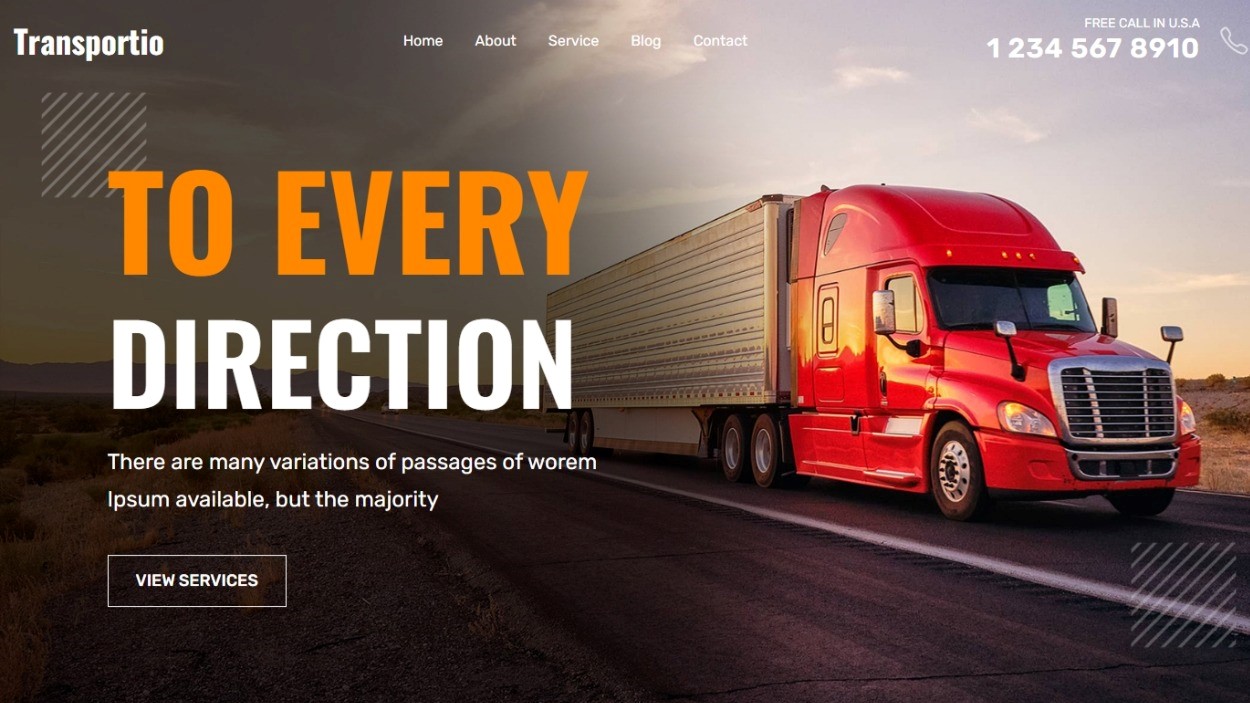 Transportio
Home About Service Blog Contact
FREE CALL IN U.S.A
1 234 567 8910
TO EVERY
DIRECTION
There are many variations of passages of worem
Ipsum available, but the majority
VIEW SERVICES